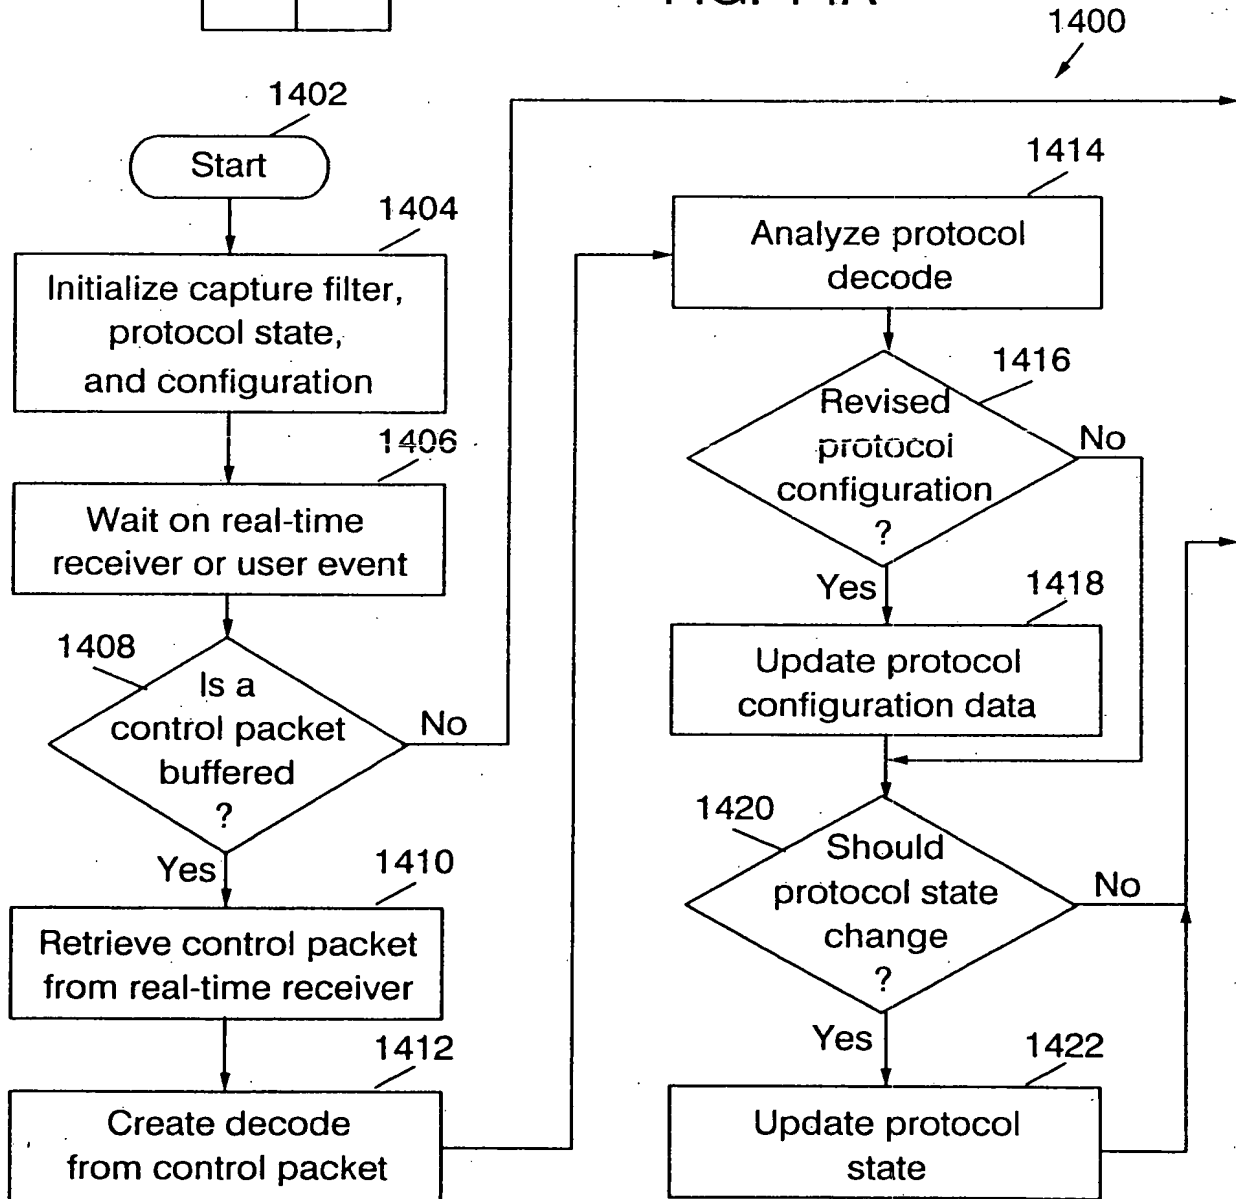 1400
1402
Start
1404
Initialize capture filter,
protocol state,
and configuration
1406
Wait on real-time
receiver or user event
1408
Is a
control packet
buffered
?
No
Yes
1410
Retrieve control packet
from real-time receiver
1412
Create decode
from control packet
1414
Analyze protocol
decode
1416
Revised
protocol
configuration
?
No
Yes
1418
Update protocol
configuration data
1420
Should
protocol state
change
?
No
Yes
1422
Update protocol
state